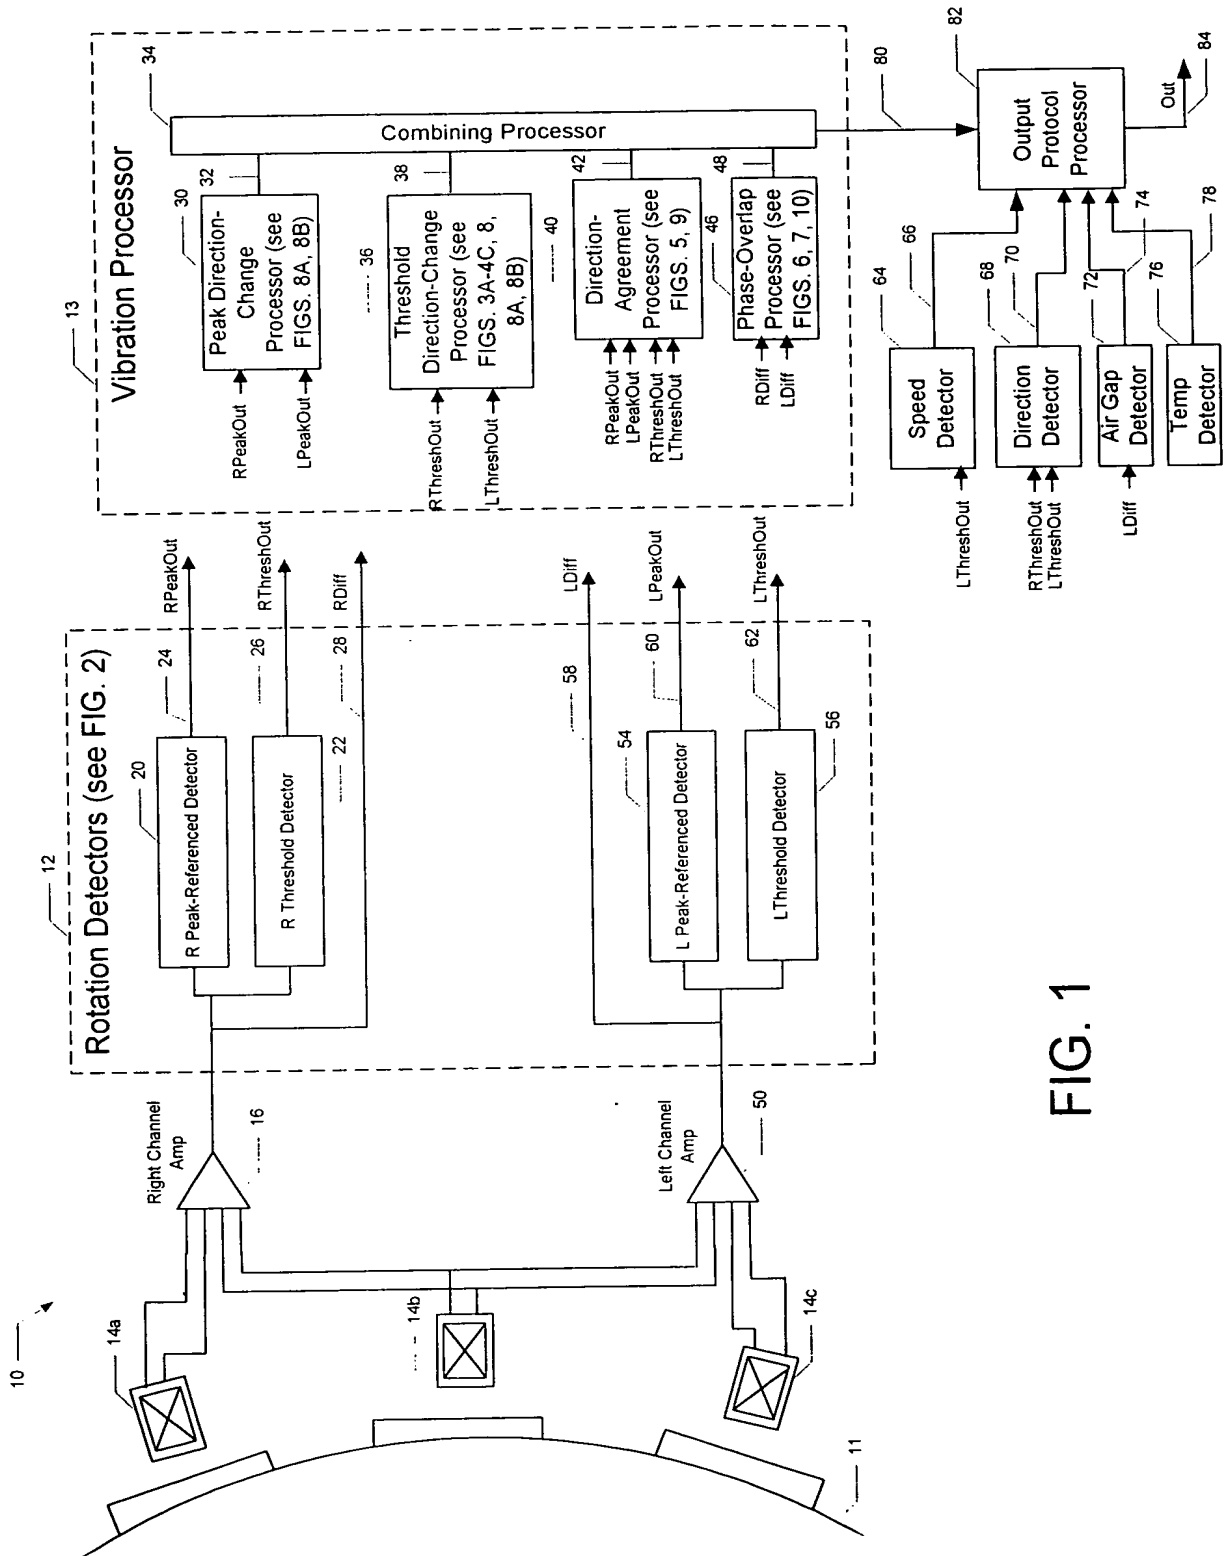 10
11
14a
14b
14c
Right Channel
Amp
16
Left Channel
Amp
50
12
Rotation Detectors (see FIG. 2)
20
R Peak-Referenced Detector
24
RPeakOut
R Threshold Detector
26
RThreshOut
22
28
RDiff
58
LDiff
54
L Peak-Referenced Detector
60
LPeakOut
LThreshold Detector
56
62
LThreshOut
13
Vibration Processor
34
Combining Processor
30
32
Peak Direction-
Change
Processor (see
FIGS. 8A, 8B)
RPeakOut
LPeakOut
36
38
Threshold
Direction-Change
Processor (see
FIGS. 3A-4C, 8,
8A, 8B)
RThreshOut
LThreshOut
40
42
Direction-
Agreement
Processor (see
FIGS. 5, 9)
RPeakOut
LPeakOut
RThreshOut
LThreshOut
46
48
Phase-Overlap
Processor (see
FIGS. 6, 7, 10)
RDiff
LDiff
80
82
Output
Protocol
Processor
Out
84
64
66
Speed
Detector
LThreshOut
68
70
Direction
Detector
RThreshOut
LThreshOut
72
74
Air Gap
Detector
LDiff
76
78
Temp
Detector
FIG. 1